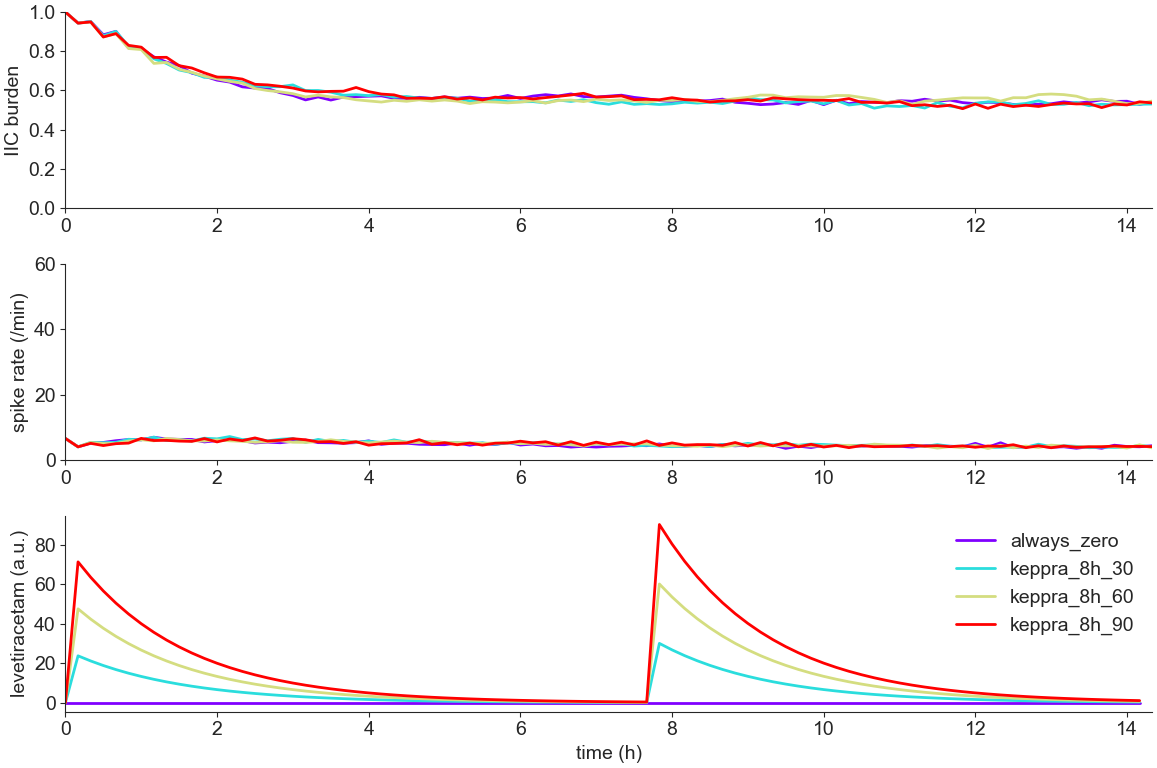 IIC burden
1.0
0.8
0.6
0.4
0.2
0.0
0 2 4 6 8 10 12 14
spike rate (/min)
60
40
20
0
0 2 4 6 8 10 12 14
levetiracetam (a.u.)
80
60
40
20
0
always_zero
keppra_8h_30
keppra_8h_60
keppra_8h_90
0 2 4 6 8 10 12 14
time (h)